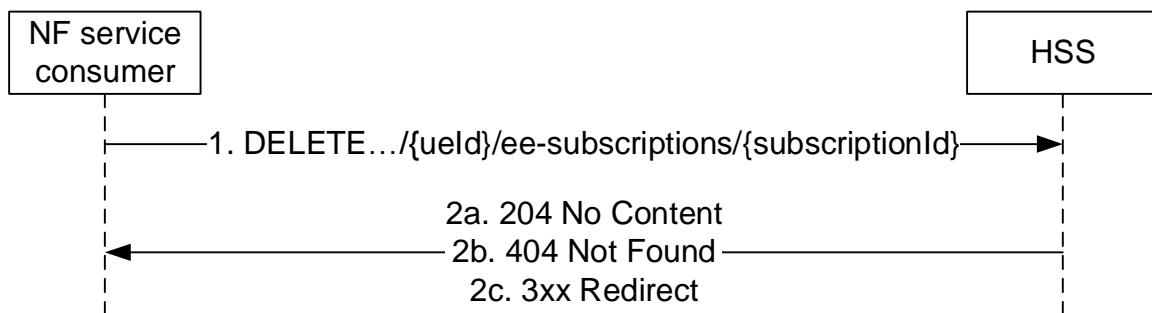 NF service
consumer
HSS
1. DELETE…/{ueId}/ee-subscriptions/{subscriptionId}
2a. 204 No Content
2b. 404 Not Found
2c. 3xx Redirect